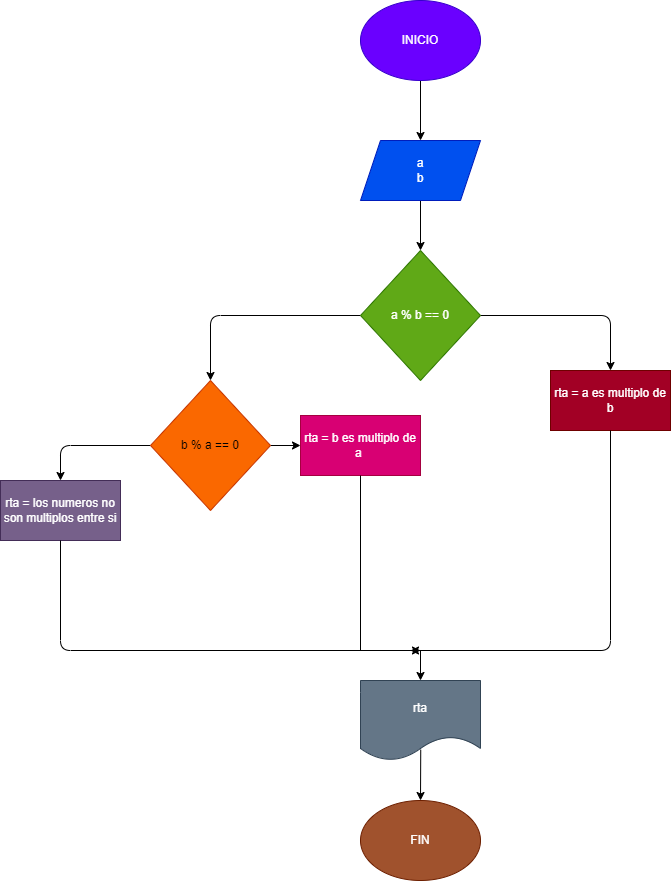 INICIO
a
b
a % b == 0
rta = a es multiplo de
b
b % a == 0
rta = b es multiplo de
a
rta = los numeros no
son multiplos entre si
rta
FIN